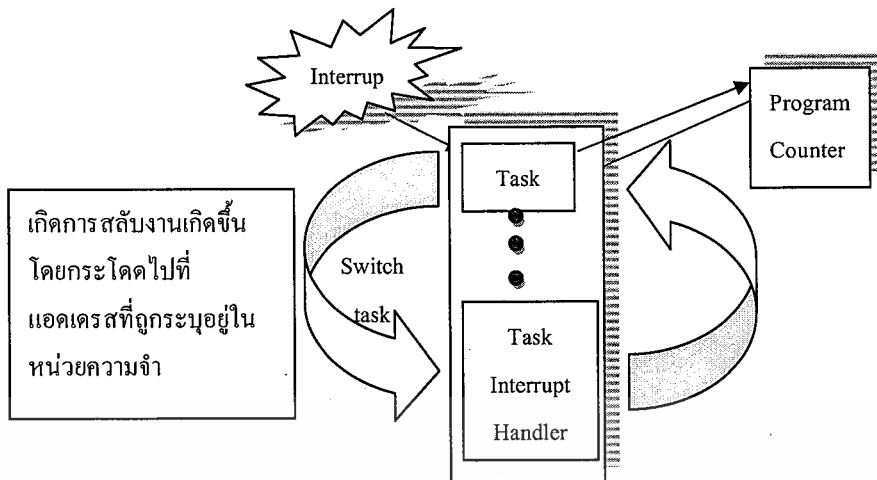 Interrup
Program
Counter
Task
เกิดการสลับงานเกิดขึ้น
โดยกระโดดไปที่
แอดเดรสที่ถูกระบุอยู่ใน
หน่วยความจำ
Switch
task
Task
Interrupt
Handler